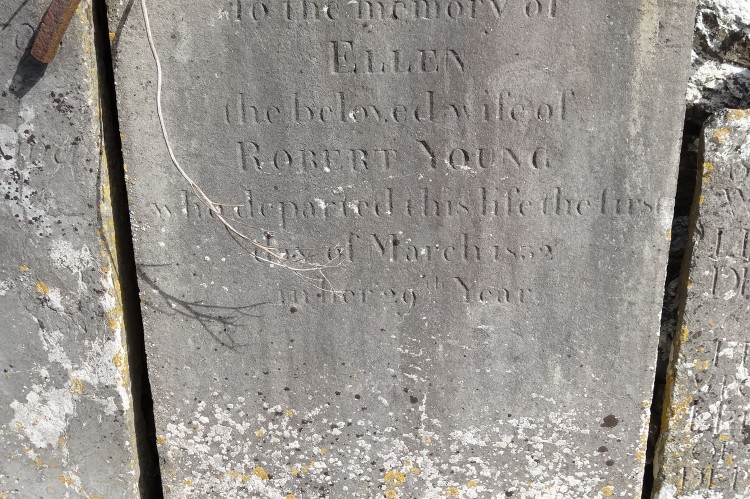 To the memory of
ELLEN
the beloved wife of
ROBERT YOUNG
who departed this life the first
day of March 1852
in her 29th Year.